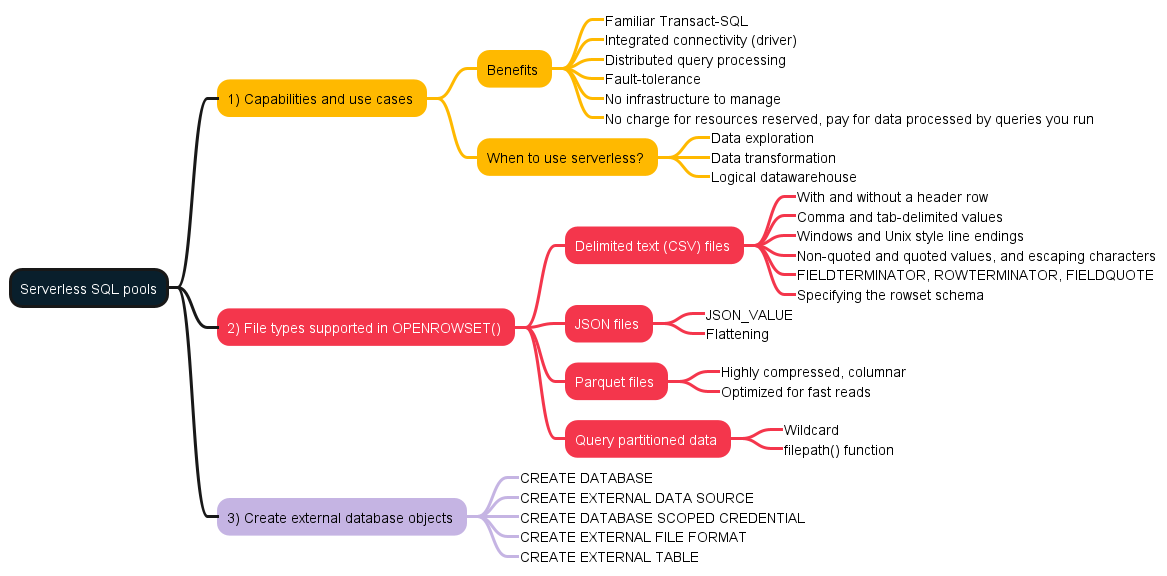 Serverless SQL pools
1) Capabilities and use cases
Benefits
Familiar Transact-SQL
Integrated connectivity (driver)
Distributed query processing
Fault-tolerance
No infrastructure to manage
No charge for resources reserved, pay for data processed by queries you run
When to use serverless?
Data exploration
Data transformation
Logical datawarehouse
2) File types supported in OPENROWSET()
Delimited text (CSV) files
With and without a header row
Comma and tab-delimited values
Windows and Unix style line endings
Non-quoted and quoted values, and escaping characters
FIELDTERMINATOR, ROWTERMINATOR, FIELDQUOTE
Specifying the rowset schema
JSON files
JSON_VALUE
Flattening
Parquet files
Highly compressed, columnar
Optimized for fast reads
Query partitioned data
Wildcard
filepath() function
3) Create external database objects
CREATE DATABASE
CREATE EXTERNAL DATA SOURCE
CREATE DATABASE SCOPED CREDENTIAL
CREATE EXTERNAL FILE FORMAT
CREATE EXTERNAL TABLE